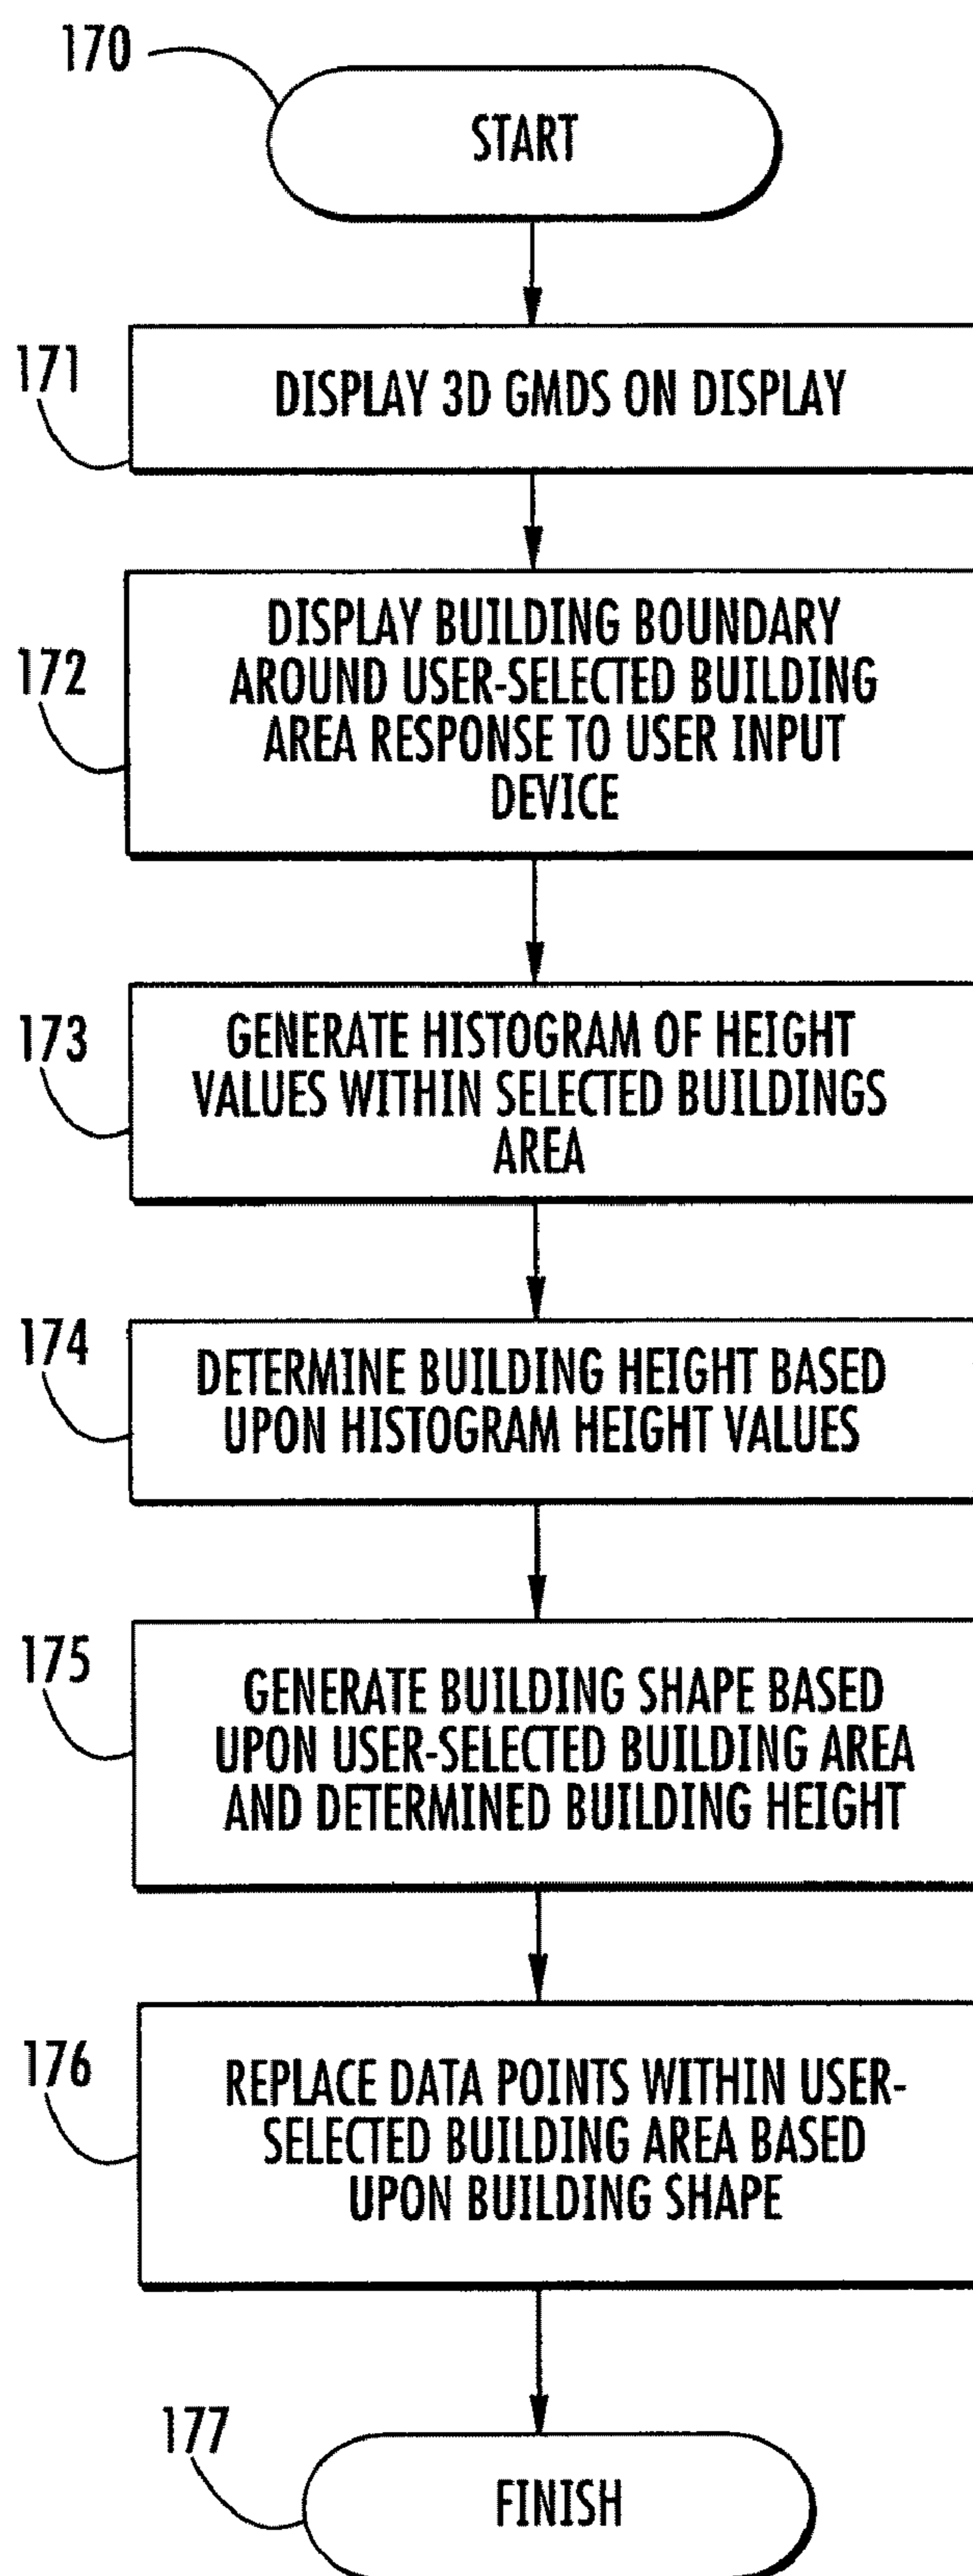 170
START
171
DISPLAY 3D GMDS ON DISPLAY
172
DISPLAY BUILDING BOUNDARY
AROUND USER-SELECTED BUILDING
AREA RESPONSE TO USER INPUT
DEVICE
173
GENERATE HISTOGRAM OF HEIGHT
VALUES WITHIN SELECTED BUILDINGS
AREA
174
DETERMINE BUILDING HEIGHT BASED
UPON HISTOGRAM HEIGHT VALUES
175
GENERATE BUILDING SHAPE BASED
UPON USER-SELECTED BUILDING AREA
AND DETERMINED BUILDING HEIGHT
176
REPLACE DATA POINTS WITHIN USER-
SELECTED BUILDING AREA BASED
UPON BUILDING SHAPE
177
FINISH